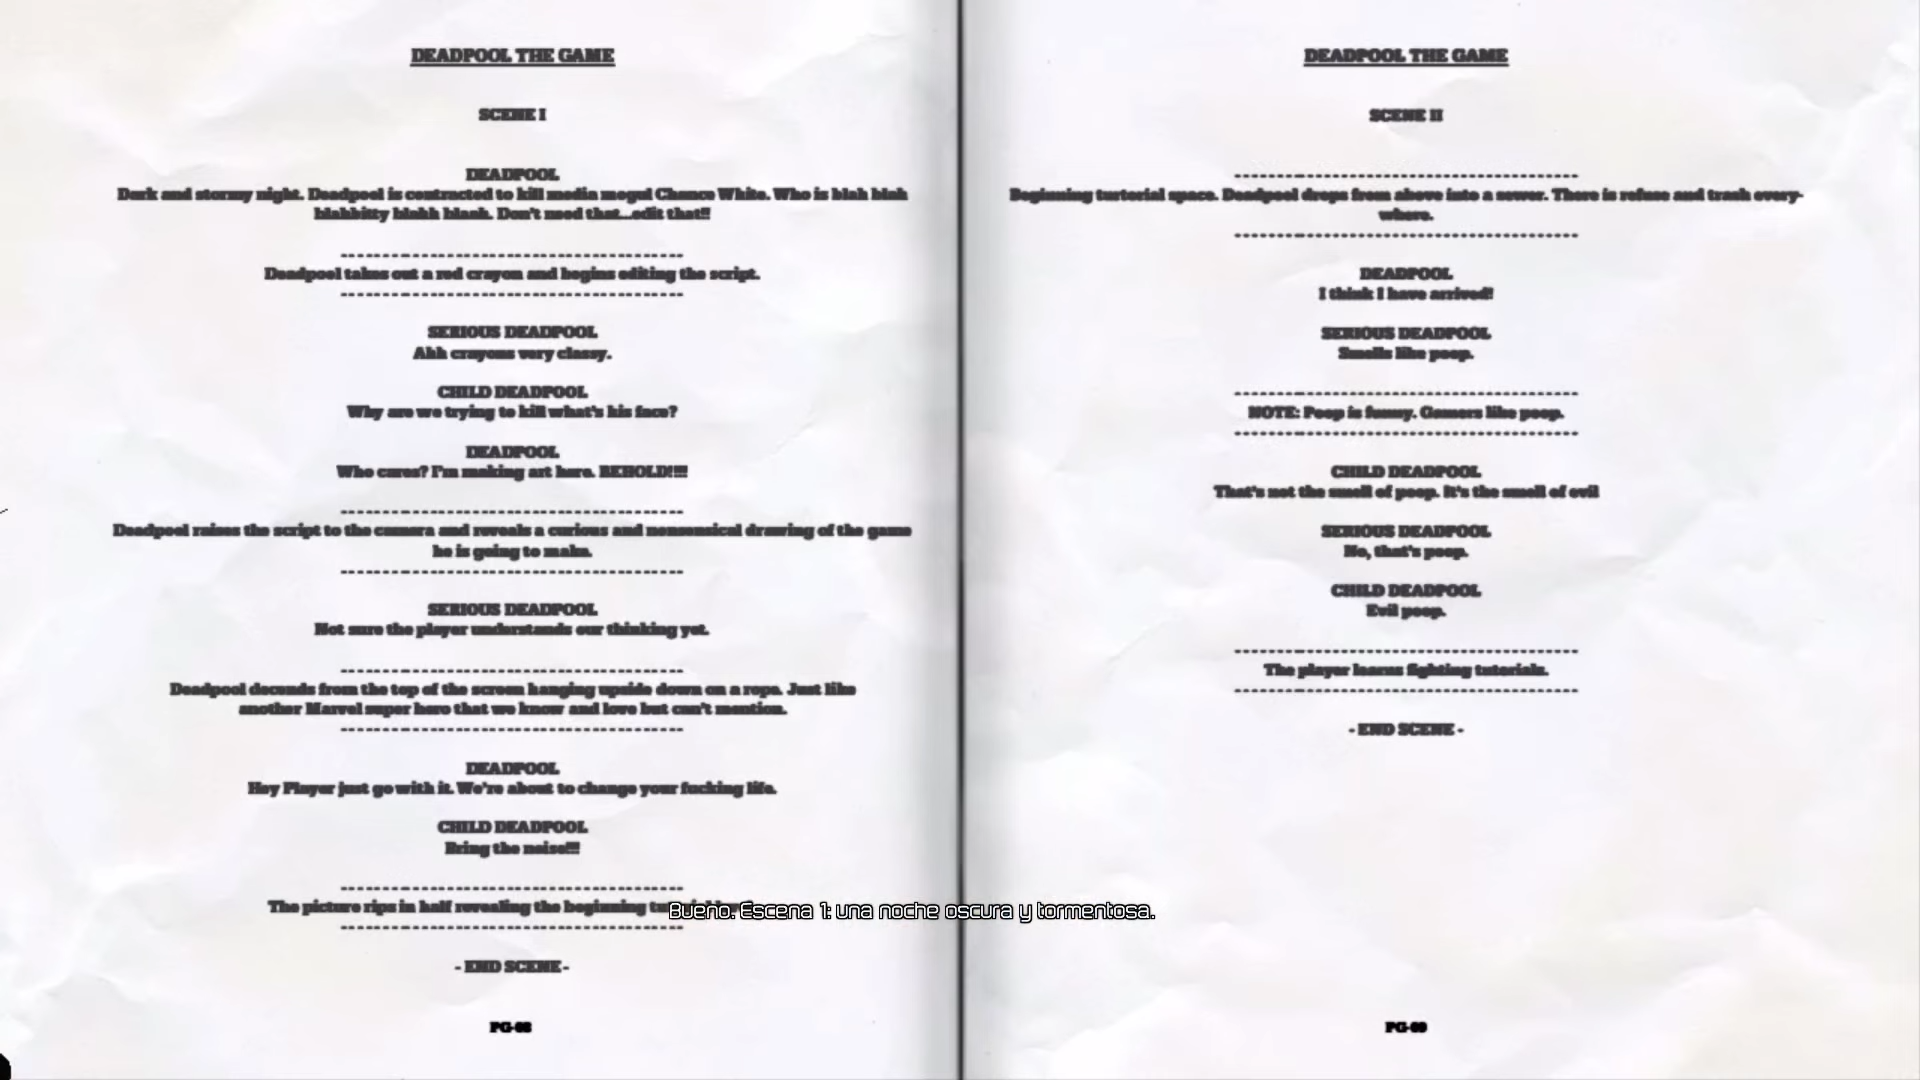 DEADPOOL THE GAME
SCENE I
DEADPOOL
Dark and stormy night. Deadpool is contracted to kill media mogul Chance White. Who is blah blah
blahbitty blahh blaah. Don't need that...edit that!!
Deadpool takes out a red crayon and begins editing the script.
SERIOUS DEADPOOL
Ahh crayons very classy.
CHILD DEADPOOL
Why are we trying to kill what's his face?
DEADPOOL
Who cares? I'm making art here. BEHOLD!!!!
Deadpool raises the script to the camera and reveals a curious and nonsensical drawing of the game
he is going to make.
SERIOUS DEADPOOL
Not sure the player understands our thinking yet.
Deadpool decends from the top of the screen hanging upside down on a rope. Just like
another Marvel super hero that we know and love but can't mention.
DEADPOOL
Hey Player just go with it. We're about to change your fucking life.
CHILD DEADPOOL
Bring the noise!!!
The picture rips in half revealing the beginning
Bueno. Escena 1: una noche oscura y tormentosa.
- END SCENE-
PG-08
DEADPOOL THE GAME
SCENE II
Beginning turtorial space. Deadpool drops from above into a sewer. There is refuse and trash every-
where.
DEADPOOL
I think I have arrived!
SERIOUS DEADPOOL
Smells like poop.
NOTE: Poop is funny. Gamers like poop.
CHILD DEADPOOL
That's not the smell of poop. It's the smell of evil
SERIOUS DEADPOOL
No, that's poop.
CHILD DEADPOOL
Evil poop.
The player learns fighting tutorials.
- END SCENE -
PG-09